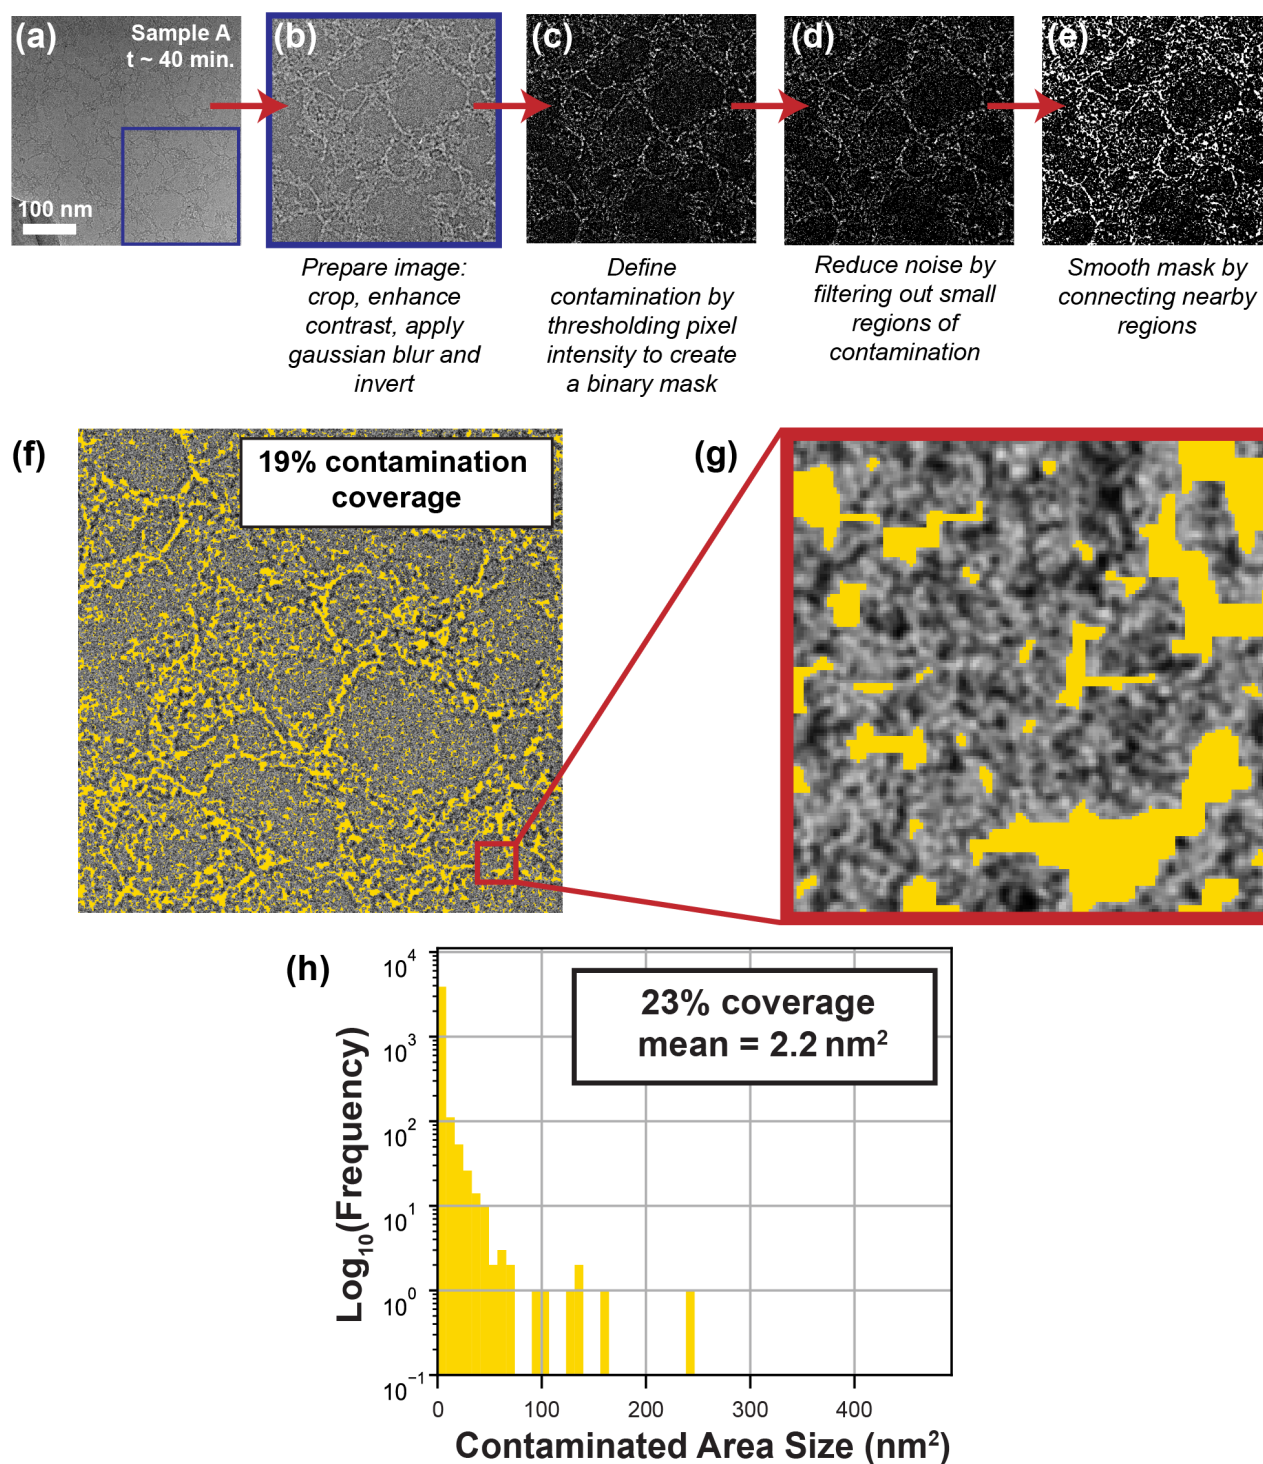 (a)
Sample A
t ~ 40 min.
100 nm
(b)
(c)
(d)
(e)
Prepare image:
crop, enhance
contrast, apply
gaussian blur and
invert
Define
contamination by
thresholding pixel
intensity to create
a binary mask
Reduce noise by
filtering out small
regions of
contamination
Smooth mask by
connecting nearby
regions
(f)
19% contamination
coverage
(g)
(h)
23% coverage
mean = 2.2 nm²
Log₁₀(Frequency)
10⁴
10³
10²
10¹
10⁰
10⁻¹
0 100 200 300 400
Contaminated Area Size (nm²)